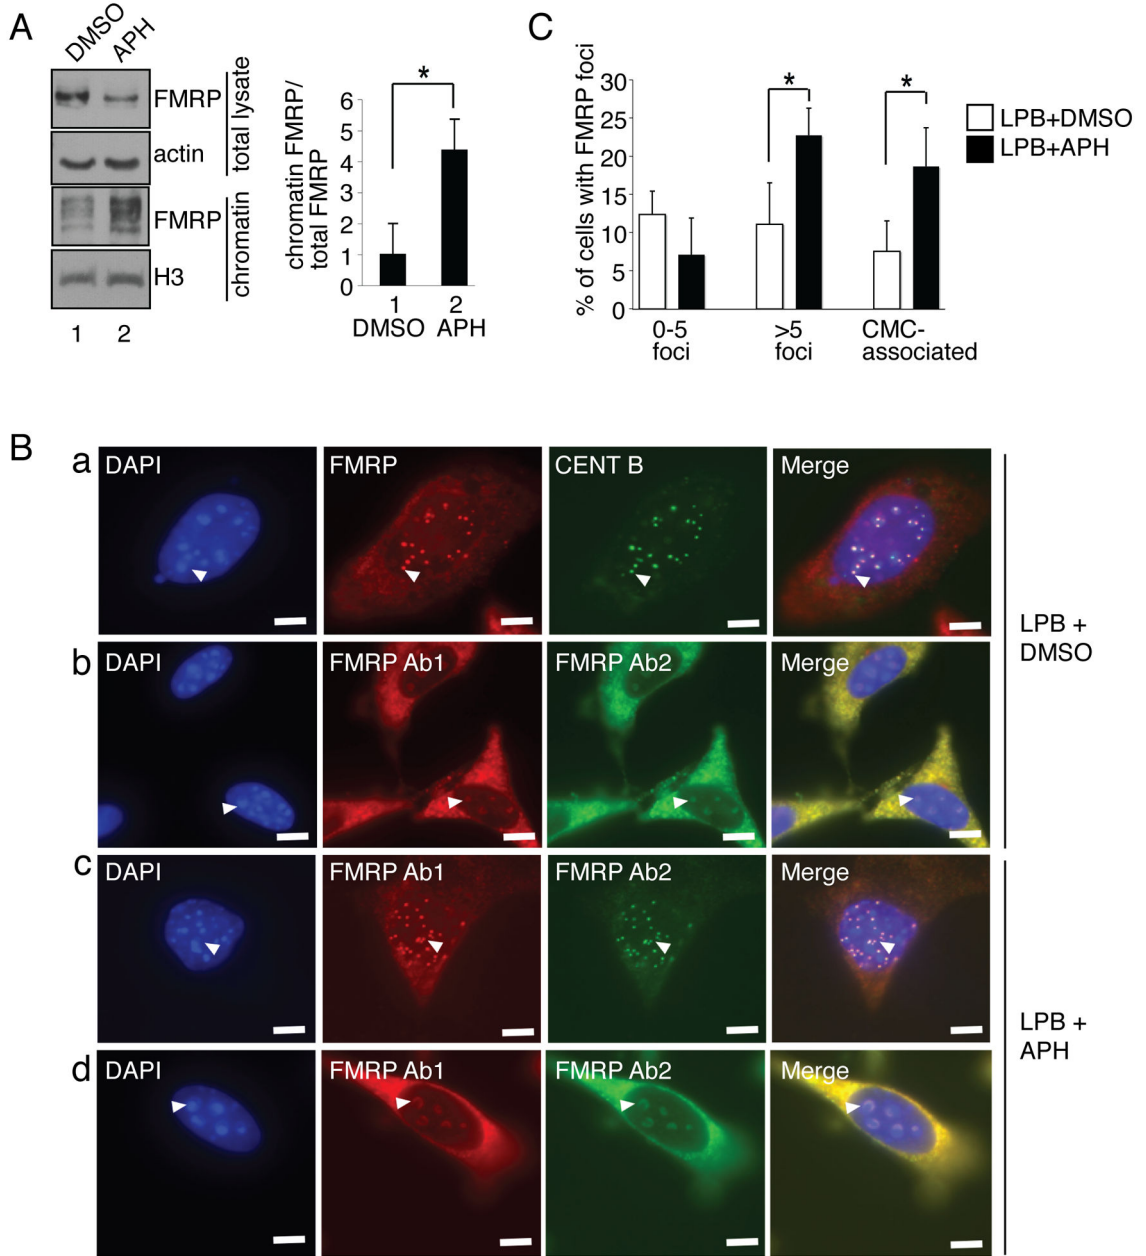 A
DMSO
APH
FMRP
actin
total lysate
FMRP
H3
chromatin
1 2
chromatin FMRP/
total FMRP
6
5
4
3
2
1
0
*
1 2
DMSO APH
C
% of cells with FMRP foci
30
25
20
15
10
5
0
* *
0-5
foci
>5
foci
CMC-
associated
LPB+DMSO
LPB+APH
B
a
DAPI FMRP CENT B Merge
b
DAPI FMRP Ab1 FMRP Ab2 Merge
LPB +
DMSO
c
DAPI FMRP Ab1 FMRP Ab2 Merge
d
DAPI FMRP Ab1 FMRP Ab2 Merge
LPB +
APH